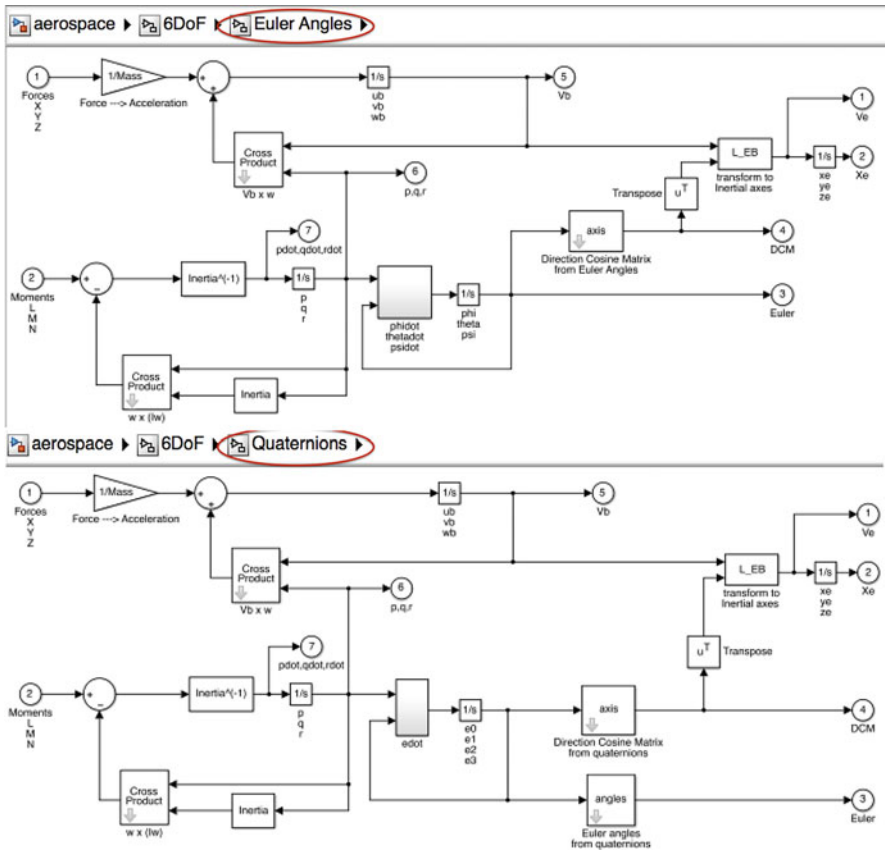 aerospace ▶ 6DoF ▶ Euler Angles ▶
1
Forces
X
Y
Z
1/Mass
Force ---> Acceleration
+
+
1/s
ub
vb
wb
5
Vb
1
Ve
Cross
Product
Vb x w
6
p,q,r
L_EB
transform to
Inertial axes
1/s
xe
ye
ze
2
Xe
Transpose
u^T
7
pdot,qdot,rdot
axis
Direction Cosine Matrix
from Euler Angles
4
DCM
2
Moments
L
M
N
+
−
Inertia^(-1)
1/s
p
q
r
phidot
thetadot
psidot
1/s
phi
theta
psi
3
Euler
Cross
Product
w x (Iw)
Inertia
aerospace ▶ 6DoF ▶ Quaternions ▶
1
Forces
X
Y
Z
1/Mass
Force ---> Acceleration
+
+
1/s
ub
vb
wb
5
Vb
1
Ve
Cross
Product
Vb x w
6
p,q,r
L_EB
transform to
Inertial axes
1/s
xe
ye
ze
2
Xe
u^T
Transpose
7
pdot,qdot,rdot
2
Moments
L
M
N
+
−
Inertia^(-1)
1/s
p
q
r
edot
1/s
e0
e1
e2
e3
axis
Direction Cosine Matrix
from quaternions
4
DCM
Cross
Product
w x (Iw)
Inertia
angles
Euler angles
from quaternions
3
Euler